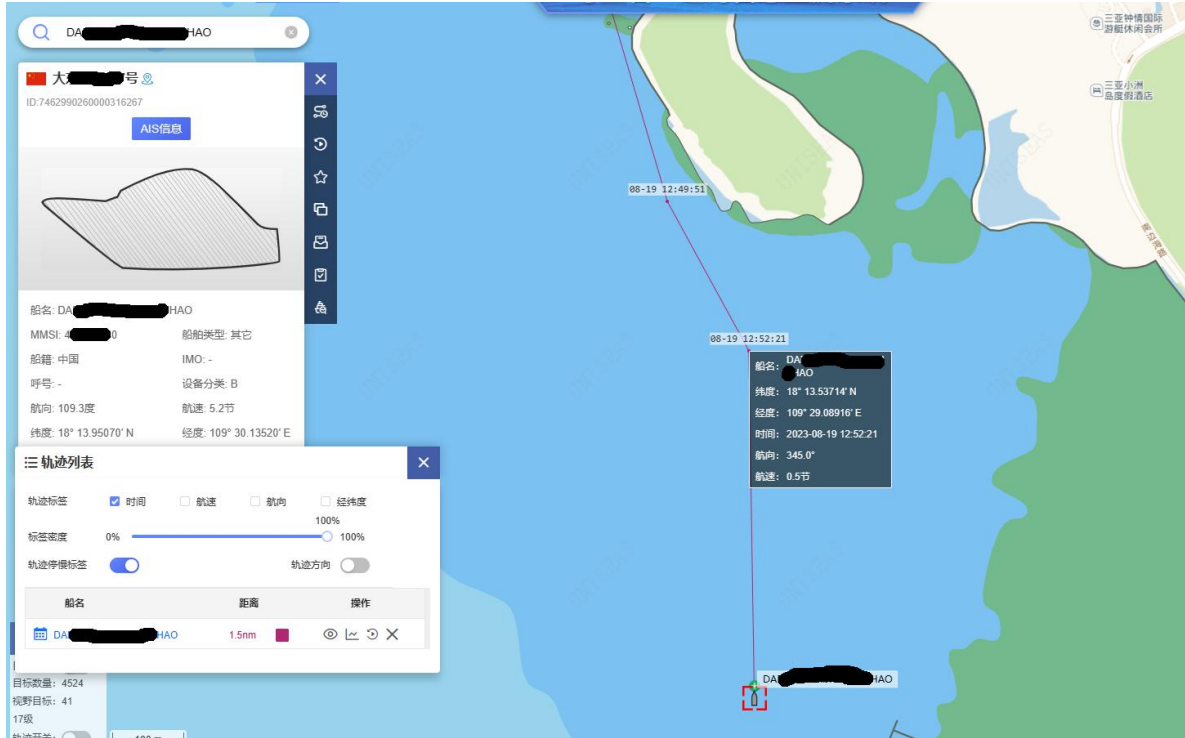 DA HAO
大 号
ID:7462990260000316267
AIS信息
船名: DA HAO
MMSI: 4 0 船舶类型: 其它
船籍: 中国 IMO: -
呼号: - 设备分类: B
航向: 109.3度 航速: 5.2节
纬度: 18° 13.95070′ N 经度: 109° 30.13520′ E
轨迹列表
轨迹标签 时间 航速 航向 经纬度
100%
标签密度 0% 100%
轨迹停慢标签 轨迹方向
船名 距离 操作
DA HAO 1.5nm
目标数量: 4524
视野目标: 41
17级
轨迹开关:
100 m
三亚钟情国际
游艇休闲会所
三亚小洲
岛度假酒店
UNISEAS
08-19 12:49:51
08-19 12:52:21
船名: DA
HAO
纬度: 18° 13.53714′ N
经度: 109° 29.08916′ E
时间: 2023-08-19 12:52:21
航向: 345.0°
航速: 0.5节
DA HAO